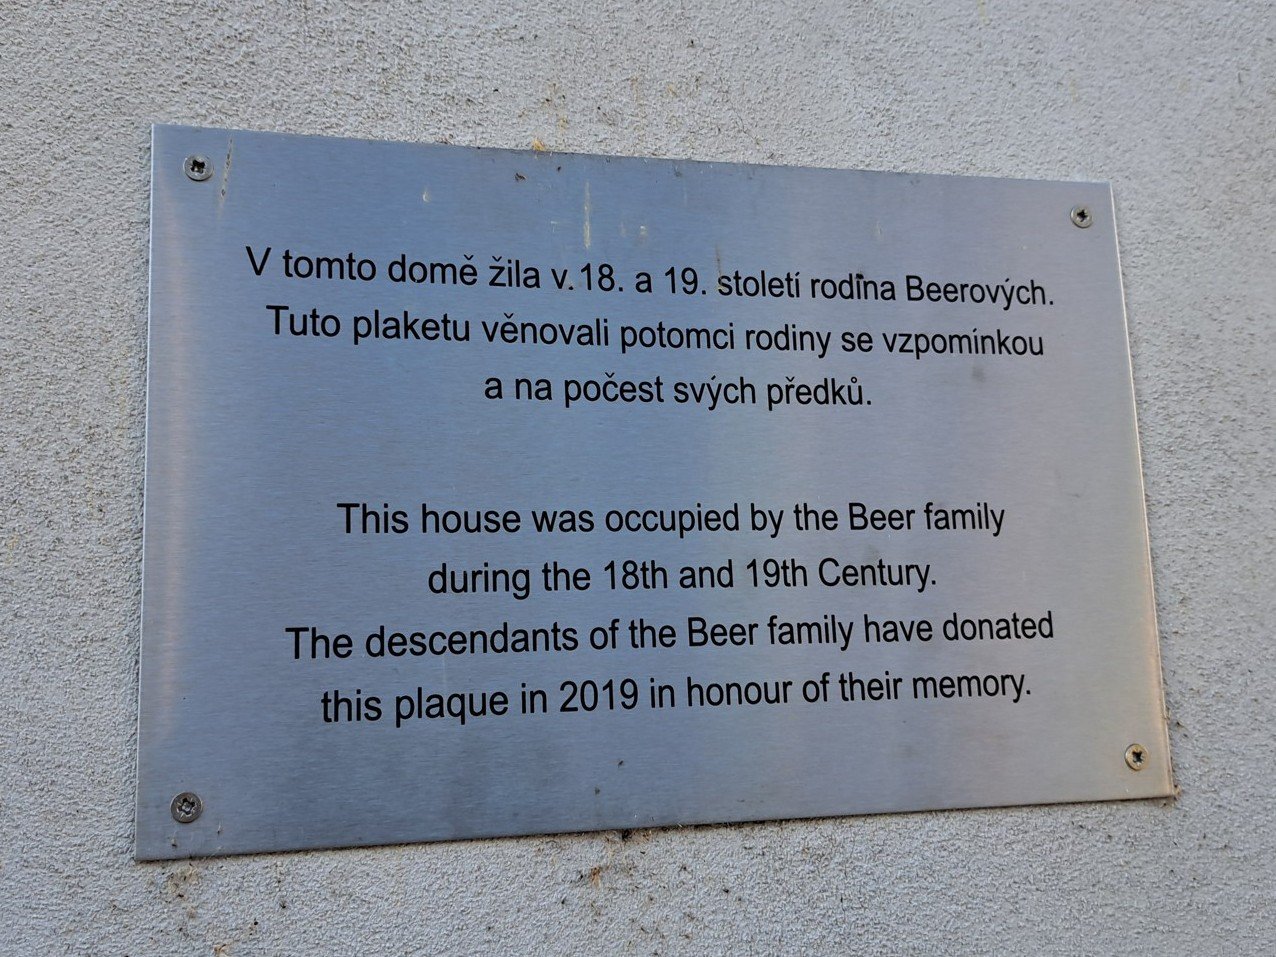 V tomto domě žila v 18. a 19. století rodina Beerových.
Tuto plaketu věnovali potomci rodiny se vzpomínkou
a na počest svých předků.
This house was occupied by the Beer family
during the 18th and 19th Century.
The descendants of the Beer family have donated
this plaque in 2019 in honour of their memory.